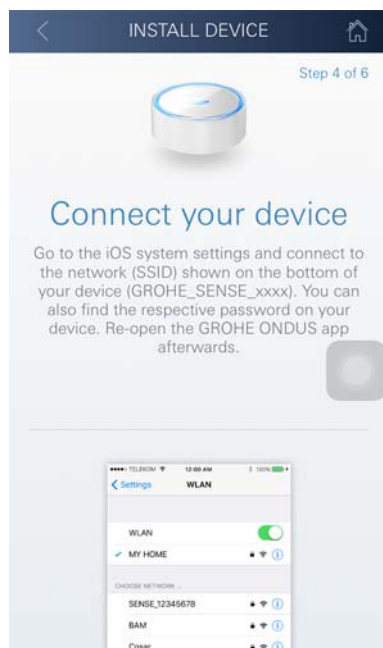 INSTALL DEVICE
Step 4 of 6
Connect your device
Go to the iOS system settings and connect to
the network (SSID) shown on the bottom of
your device (GROHE_SENSE_xxxx). You can
also find the respective password on your
device. Re-open the GROHE ONDUS app
afterwards.
TELEKOM 12:00 AM 100%
Settings WLAN
WLAN
MY HOME
CHOOSE NETWORK ...
SENSE_12345678
BAM